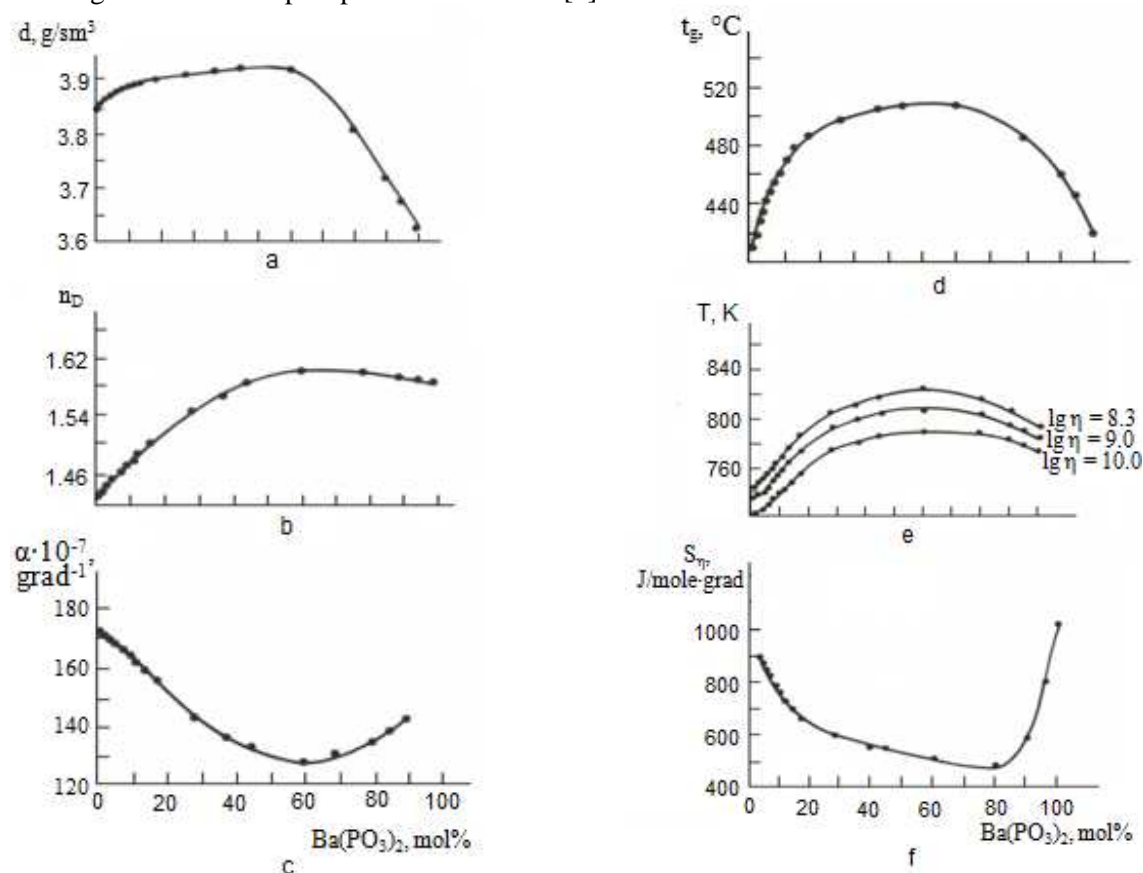 d, g/sm³
3.9
3.8
3.7
3.6
a
n_D
1.62
1.54
1.46
b
α·10⁻⁷
grad⁻¹,
180
160
140
120
0 20 40 60 80 100
Ba(PO₃)₂, mol%
c
t_g, °C
520
480
440
d
T, K
840
800
760
lg η = 8.3
lg η = 9.0
lg η = 10.0
e
S_η,
J/mole·grad
1000
800
600
400
0 20 40 60 80 100
Ba(PO₃)₂, mol%
f